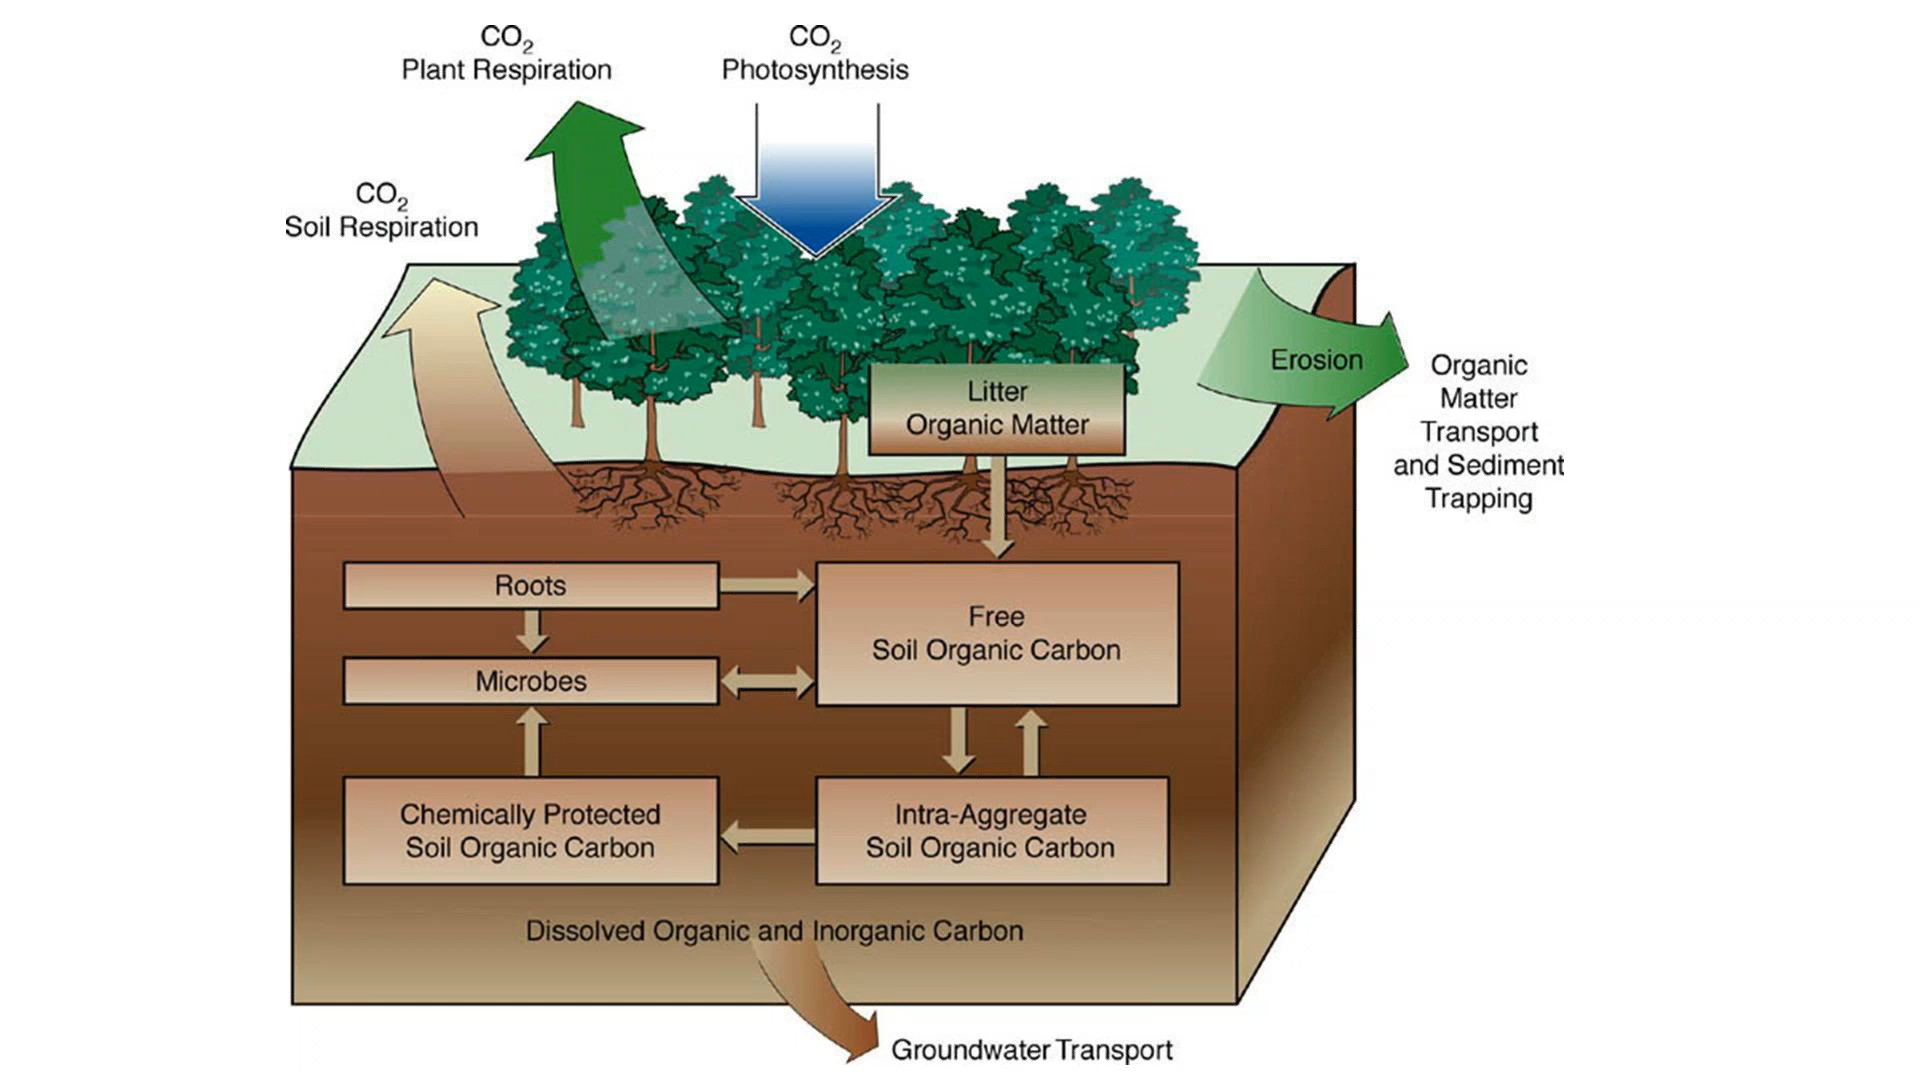 CO2
Plant Respiration
CO2
Photosynthesis
CO2
Soil Respiration
Erosion
Organic
Matter
Transport
and Sediment
Trapping
Litter
Organic Matter
Roots
Free
Soil Organic Carbon
Microbes
Chemically Protected
Soil Organic Carbon
Intra-Aggregate
Soil Organic Carbon
Dissolved Organic and Inorganic Carbon
Groundwater Transport